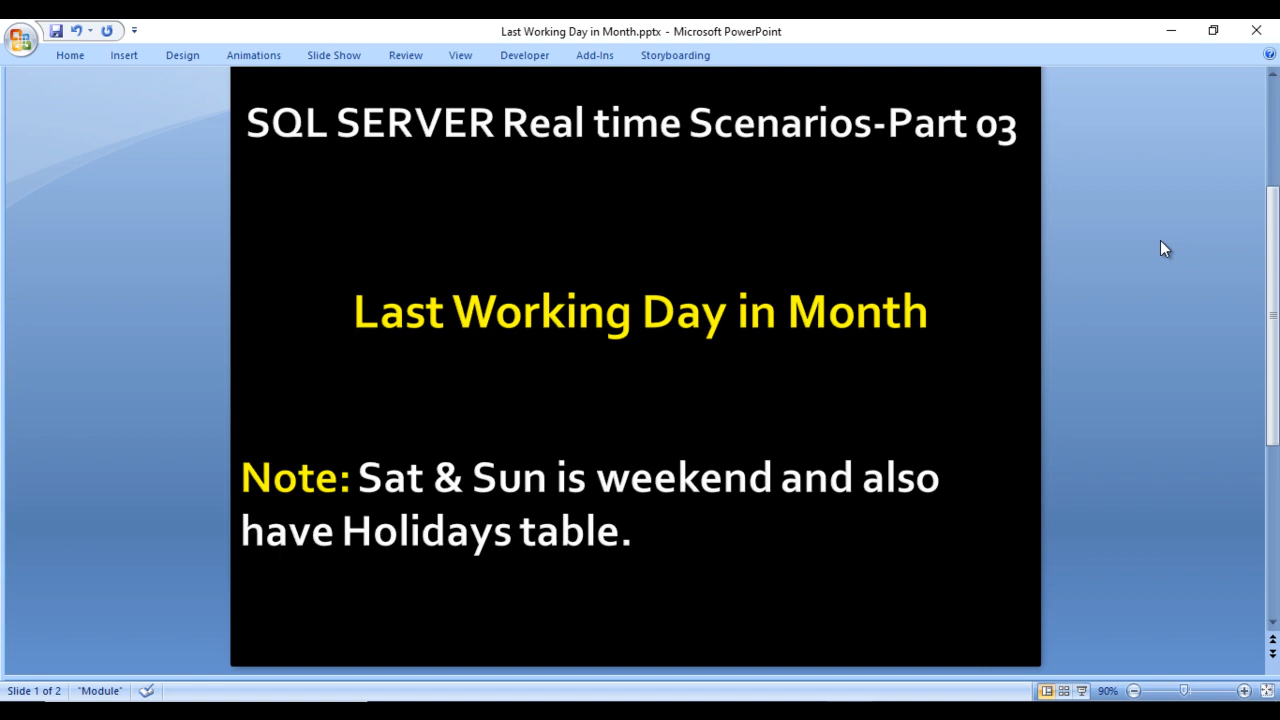 Last Working Day in Month.pptx - Microsoft PowerPoint
Home Insert Design Animations Slide Show Review View Developer Add-Ins Storyboarding
SQL SERVER Real time Scenarios-Part 03
Last Working Day in Month
Note: Sat & Sun is weekend and also
have Holidays table.
Slide 1 of 2 "Module" 90%